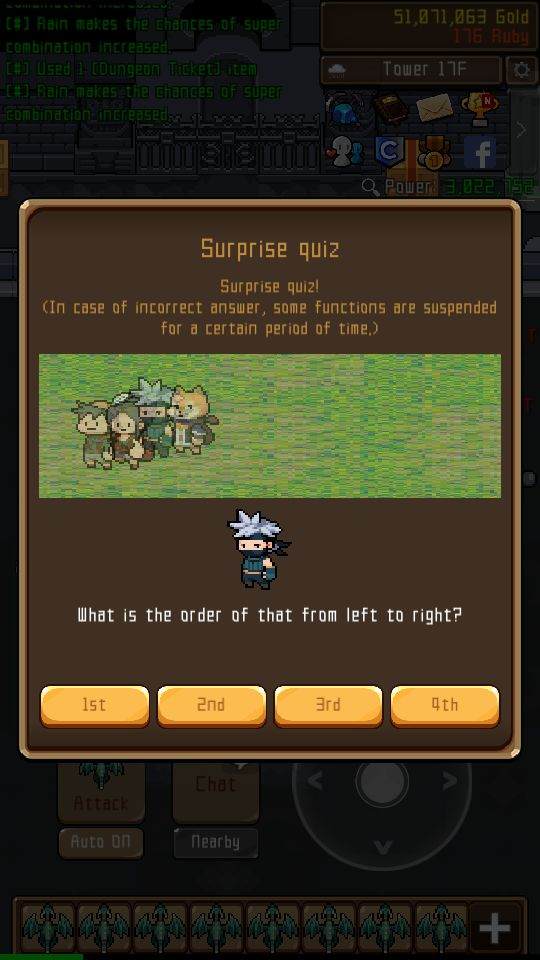 combination increased.
[#] Rain makes the chances of super
combination increased.
[#] Used 1 [Dungeon Ticket] item
[#] Rain makes the chances of super
combination increased.
51,071,063 Gold
176 Ruby
Tower 17F
N
C
f
Power: 3,022,752
Surprise quiz
Surprise quiz!
(In case of incorrect answer, some functions are suspended
for a certain period of time.)
What is the order of that from left to right?
1st
2nd
3rd
4th
Attack
Chat
Auto ON
Nearby